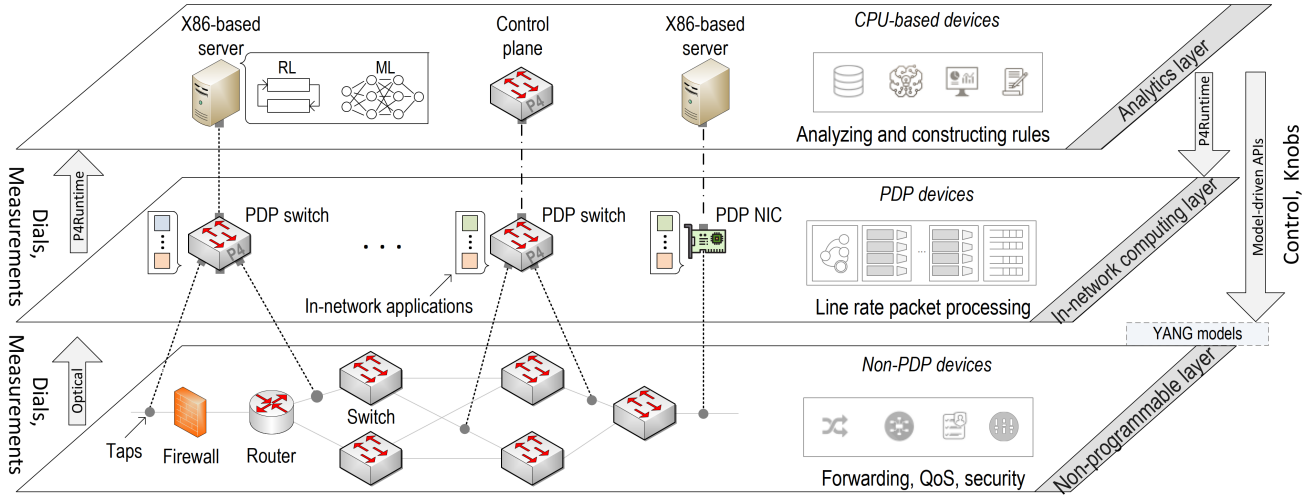 X86-based
server
RL
ML
Control
plane
P4
X86-based
server
CPU-based devices
Analyzing and constructing rules
Analytics layer
Dials,
Measurements
P4Runtime
PDP switch
P4
In-network applications
PDP switch
P4
PDP NIC
PDP devices
Line rate packet processing
In-network computing layer
P4Runtime
Model-driven APIs
Control, Knobs
YANG models
Dials,
Measurements
Optical
Taps
Firewall
Router
Switch
Non-PDP devices
Forwarding, QoS, security
Non-programmable layer